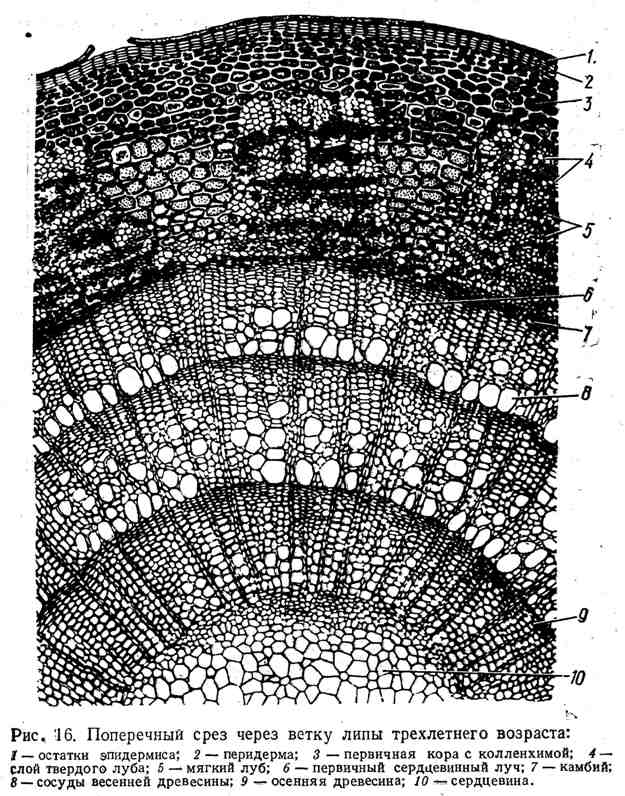 1.
2
3
4
5
6
7
8
9
10
Рис. 16. Поперечный срез через ветку липы трехлетнего возраста:
1 — остатки эпидермиса; 2 — перидерма; 3 — первичная кора с колленхимой; 4 —
слой твердого луба; 5 — мягкий луб; 6 — первичный сердцевинный луч; 7 — камбий;
8 — сосуды весенней древесины; 9 — осенняя древесина; 10 — сердцевина.